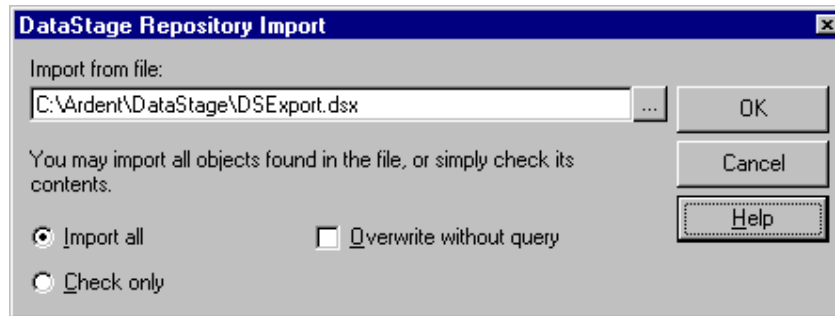 DataStage Repository Import
Import from file:
C:\Ardent\DataStage\DSExport.dsx
...
OK
You may import all objects found in the file, or simply check its
contents.
Cancel
Help
Import all
Overwrite without query
Check only